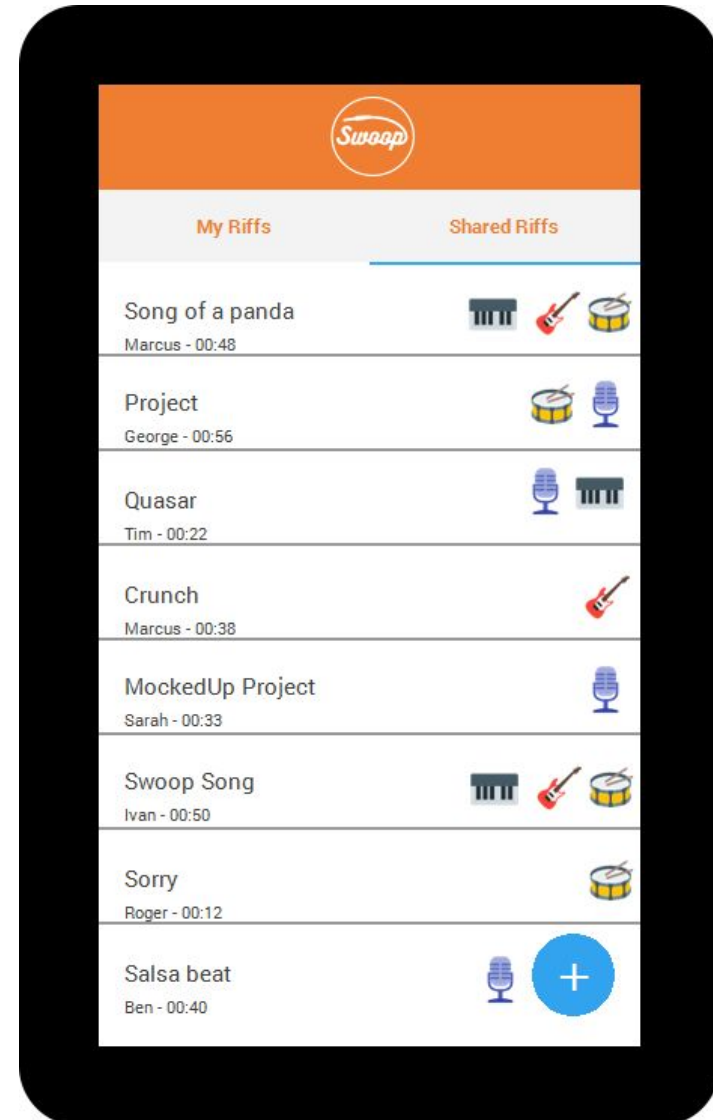 Swoop
My Riffs Shared Riffs
Song of a panda
Marcus - 00:48
Project
George - 00:56
Quasar
Tim - 00:22
Crunch
Marcus - 00:38
MockedUp Project
Sarah - 00:33
Swoop Song
Ivan - 00:50
Sorry
Roger - 00:12
Salsa beat
Ben - 00:40
+